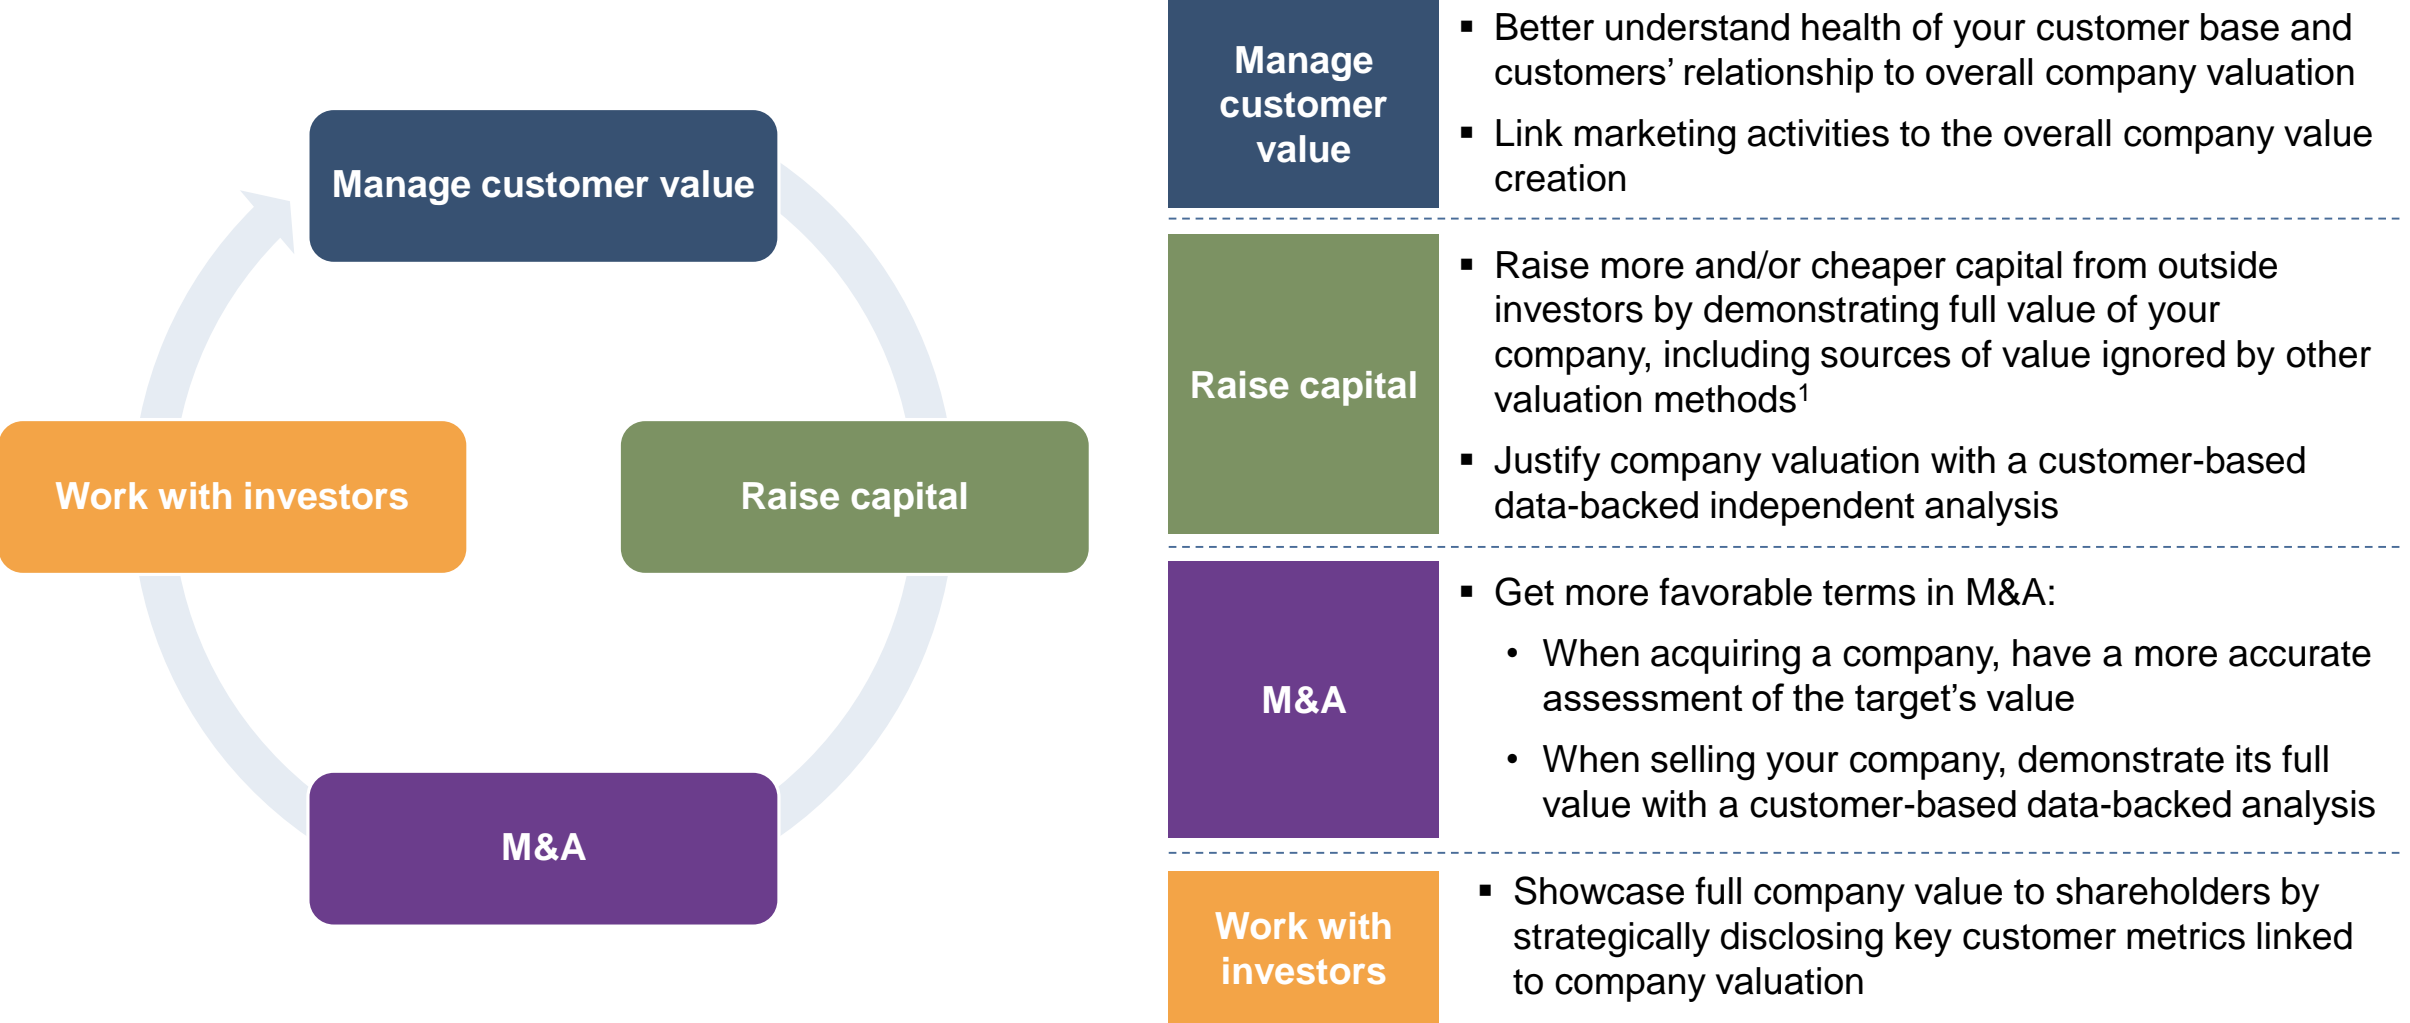 Manage customer value
Work with investors
Raise capital
M&A
Manage
customer
value
▪ Better understand health of your customer base and
customers’ relationship to overall company valuation
▪ Link marketing activities to the overall company value
creation
Raise capital
▪ Raise more and/or cheaper capital from outside
investors by demonstrating full value of your
company, including sources of value ignored by other
valuation methods¹
▪ Justify company valuation with a customer-based
data-backed independent analysis
M&A
▪ Get more favorable terms in M&A:
• When acquiring a company, have a more accurate
assessment of the target’s value
• When selling your company, demonstrate its full
value with a customer-based data-backed analysis
Work with
investors
▪ Showcase full company value to shareholders by
strategically disclosing key customer metrics linked
to company valuation